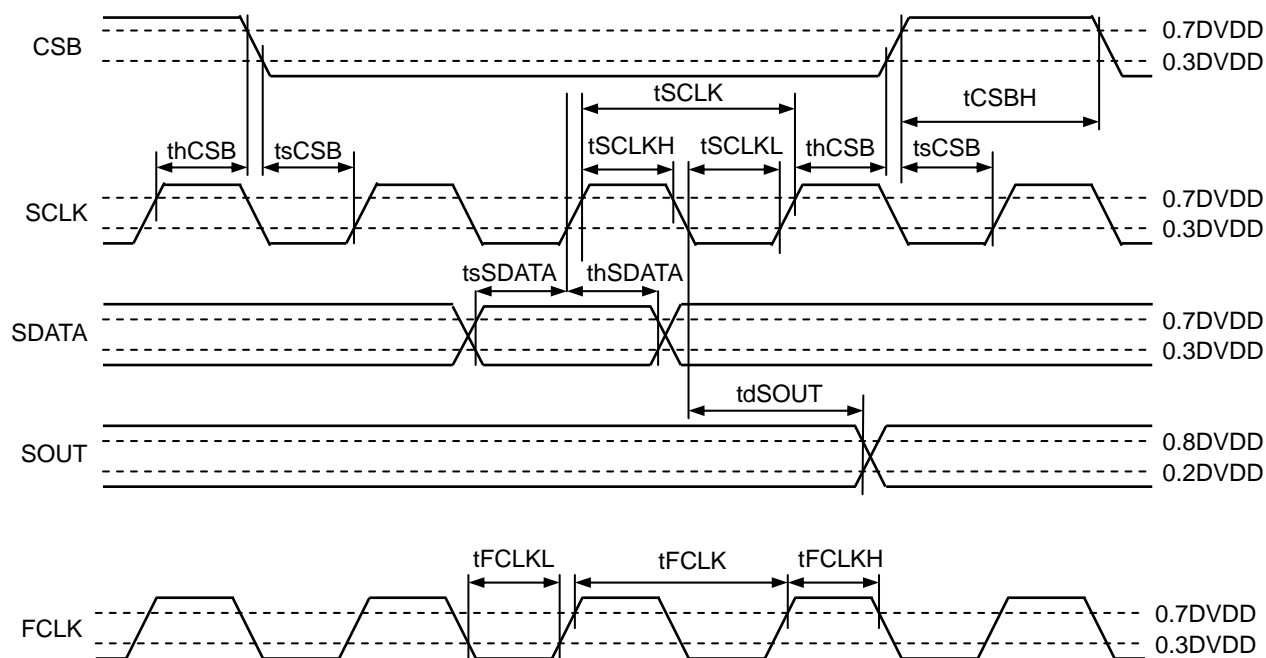 CSB
0.7DVDD
0.3DVDD
tSCLK
tCSBH
thCSB
tsCSB
tSCLKH
tSCLKL
thCSB
tsCSB
SCLK
0.7DVDD
0.3DVDD
tsSDATA
thSDATA
SDATA
0.7DVDD
0.3DVDD
tdSOUT
SOUT
0.8DVDD
0.2DVDD
tFCLKL
tFCLK
tFCLKH
FCLK
0.7DVDD
0.3DVDD